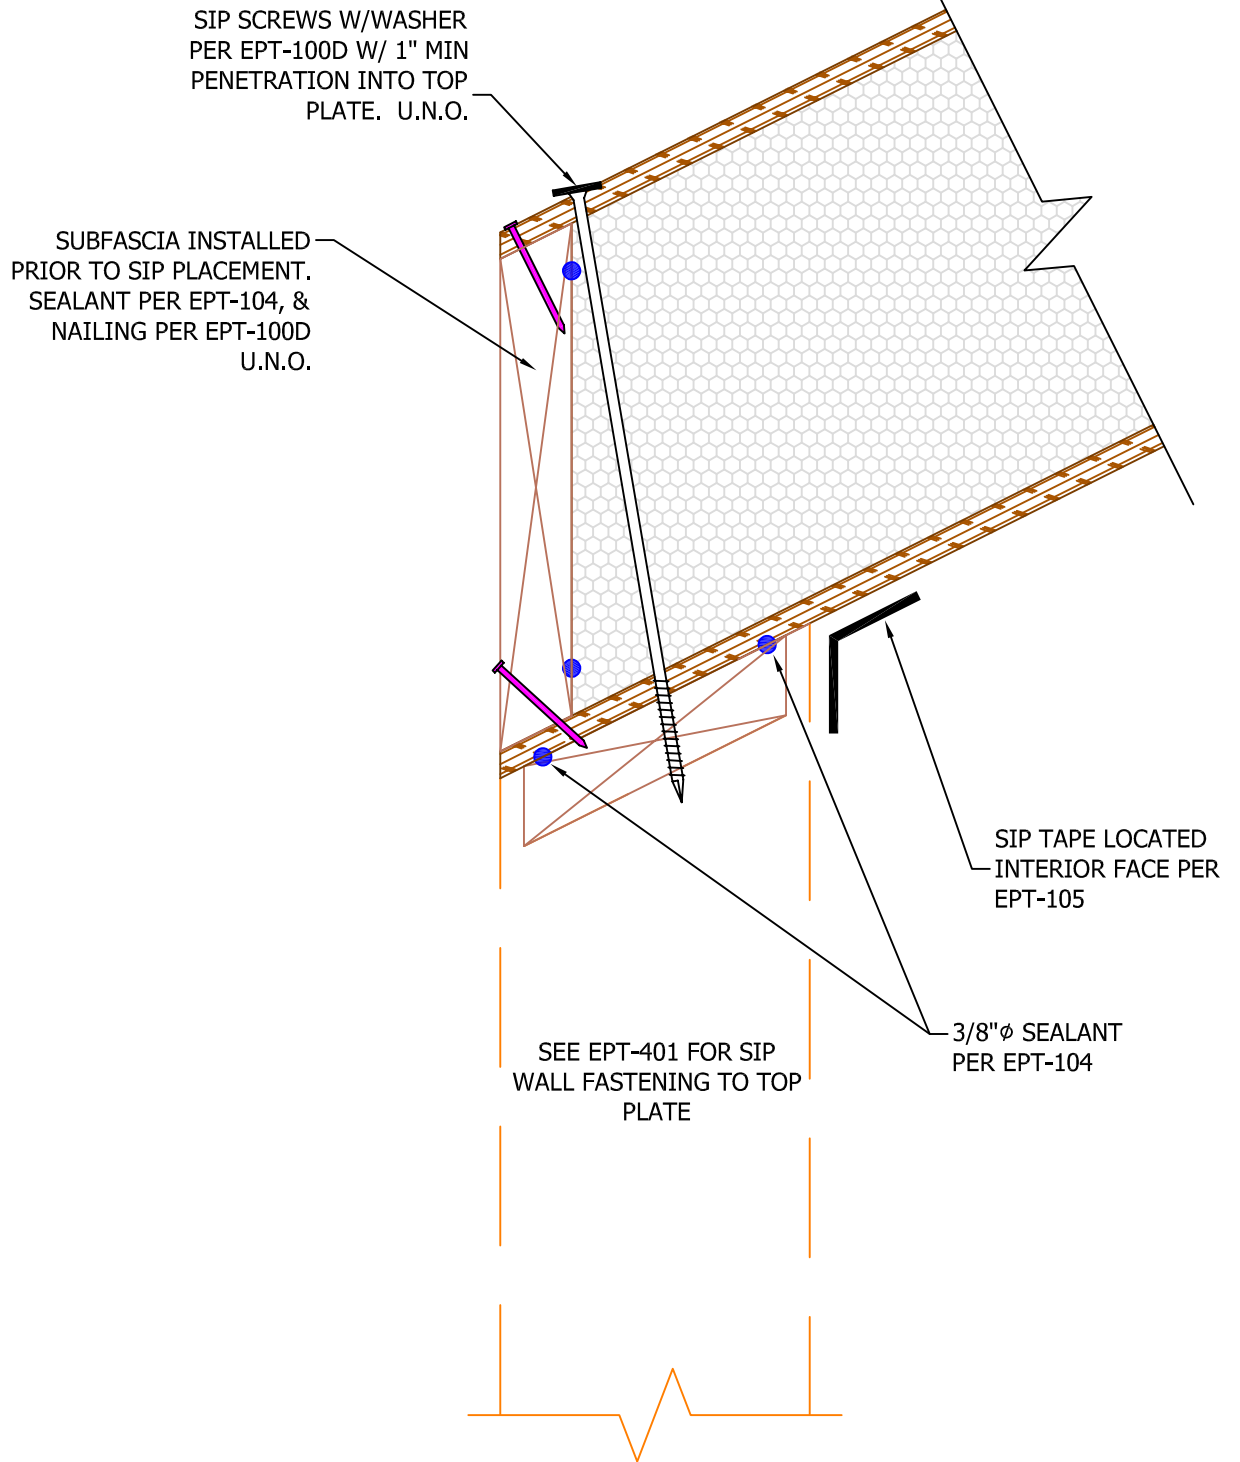 SIP SCREWS W/WASHER
PER EPT-100D W/ 1" MIN
PENETRATION INTO TOP
PLATE. U.N.O.
SUBFASCIA INSTALLED
PRIOR TO SIP PLACEMENT.
SEALANT PER EPT-104, &
NAILING PER EPT-100D
U.N.O.
SIP TAPE LOCATED
INTERIOR FACE PER
EPT-105
3/8"⌀ SEALANT
PER EPT-104
SEE EPT-401 FOR SIP
WALL FASTENING TO TOP
PLATE